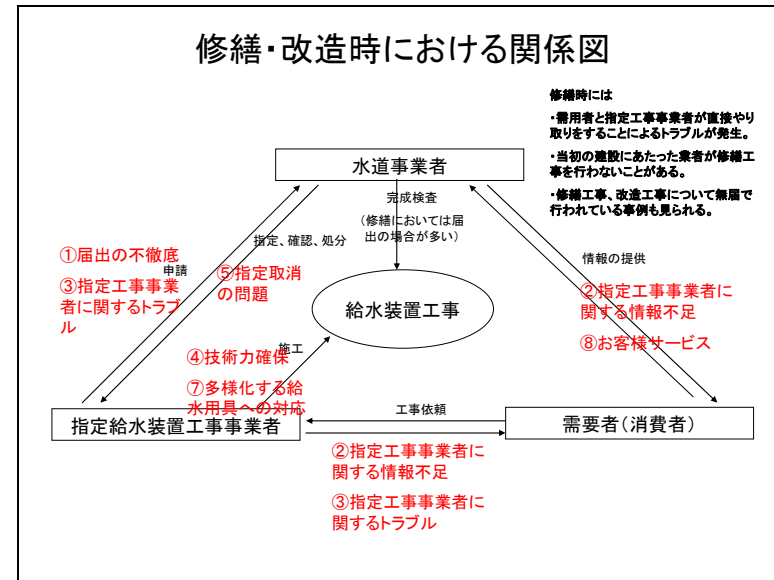 修繕・改造時における関係図
修繕時には
・需用者と指定工事事業者が直接やり
取りをすることによるトラブルが発生。
・当初の建設にあたった業者が修繕工
事を行わないことがある。
・修繕工事、改造工事について無届で
行われている事例も見られる。
水道事業者
完成検査
(修繕においては届
出の場合が多い)
指定、確認、処分
①届出の不徹底
申請
③指定工事事業
者に関するトラブ
ル
⑤指定取消
の問題
情報の提供
②指定工事事業者に
関する情報不足
⑧お客様サービス
給水装置工事
施工
④技術力確保
⑦多様化する給
水用具への対応
指定給水装置工事事業者
工事依頼
需要者(消費者)
②指定工事事業者に
関する情報不足
③指定工事事業者に
関するトラブル